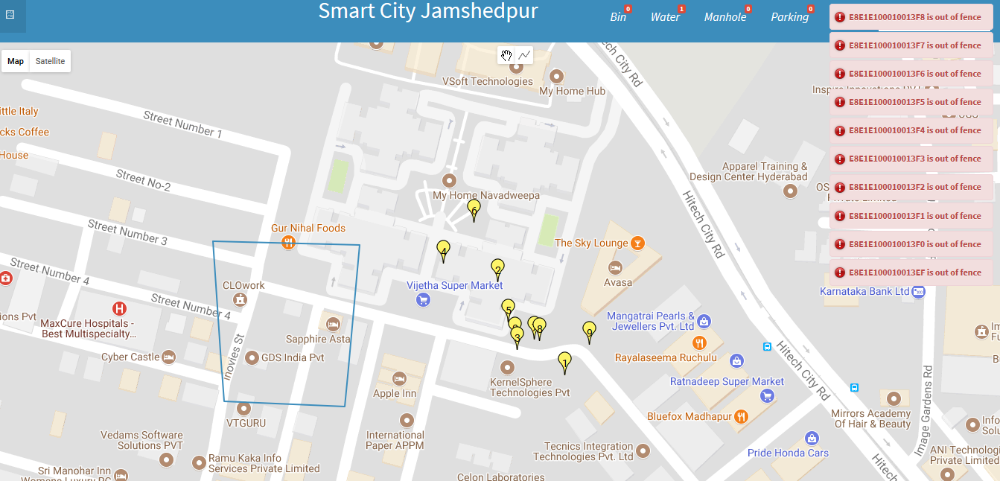 Smart City Jamshedpur
Bin 0
Water 1
Manhole 0
Parking 0
E8E1E100010013F8 is out of fence
E8E1E100010013F7 is out of fence
E8E1E100010013F6 is out of fence
E8E1E100010013F5 is out of fence
E8E1E100010013F4 is out of fence
E8E1E100010013F3 is out of fence
E8E1E100010013F2 is out of fence
E8E1E100010013F1 is out of fence
E8E1E100010013F0 is out of fence
E8E1E100010013EF is out of fence
Map Satellite
VSoft Technologies
My Home Hub
Hitech City Rd
ittle Italy
cks Coffee
House
Street Number 1
Street No-2
Street Number 3
Street Number 4
Street Number 4
My Home Navadweepa
6
4
2
5
3
8
9
1
Apparel Training &
Design Center Hyderabad
Hitech City Rd
Gur Nihal Foods
The Sky Lounge
Avasa
CLOwork
Vijetha Super Market
Karnataka Bank Ltd
ions Pvt
MaxCure Hospitals -
Best Multispecialty...
H
Mangatrai Pearls &
Jewellers Pvt. Ltd
Sapphire Asta
Cyber Castle
GDS India Pvt
inovies St
Rayalaseema Ruchulu
Hitech City Rd
Ratnadeep Super Market
KernelSphere
Technologies Pvt
Apple Inn
VTGURU
Bluefox Madhapur
Mirrors Academy
Of Hair & Beauty
Image Gardens Rd
Vedams Software
Solutions PVT
International
Paper APPM
Tecnics Integration
Technologies Pvt. Ltd
Pride Honda Cars
Info
Solu
ANI Technologi
Private Limited
Ramu Kaka Info
Services Private Limited
Sri Manohar Inn
Celon Laboratories
Hitech